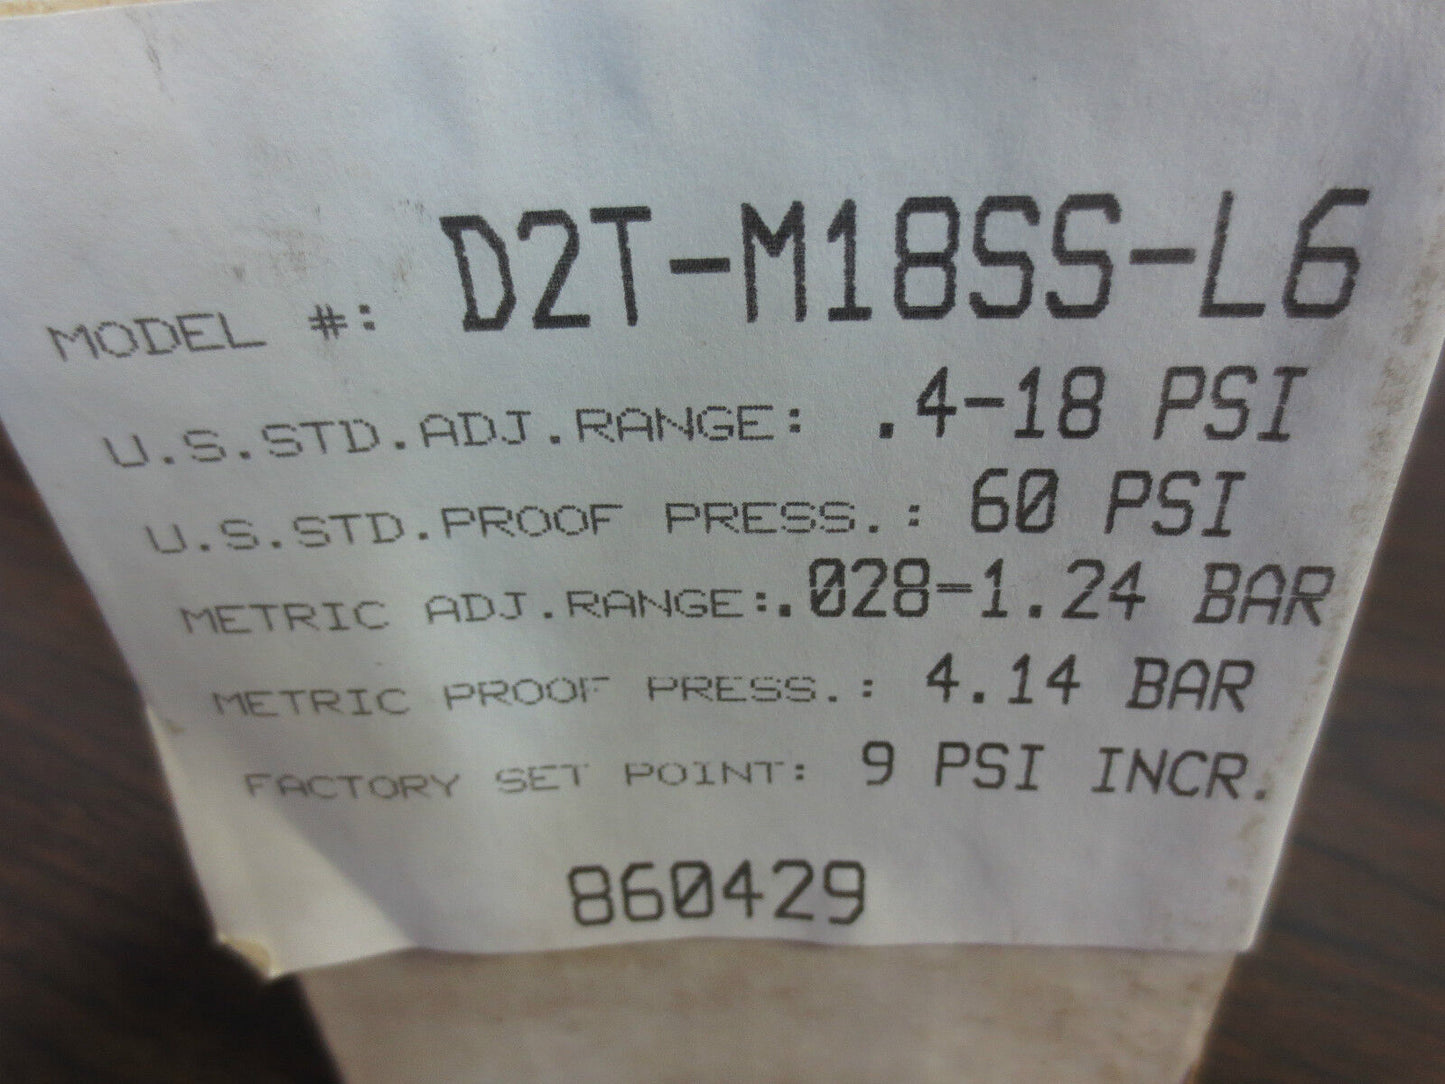 MODEL #: D2T-M18SS-L6
U.S.STD.ADJ.RANGE: .4-18 PSI
U.S.STD.PROOF PRESS.: 60 PSI
METRIC ADJ.RANGE:.028-1.24 BAR
METRIC PROOF PRESS.: 4.14 BAR
FACTORY SET POINT: 9 PSI INCR.
860429